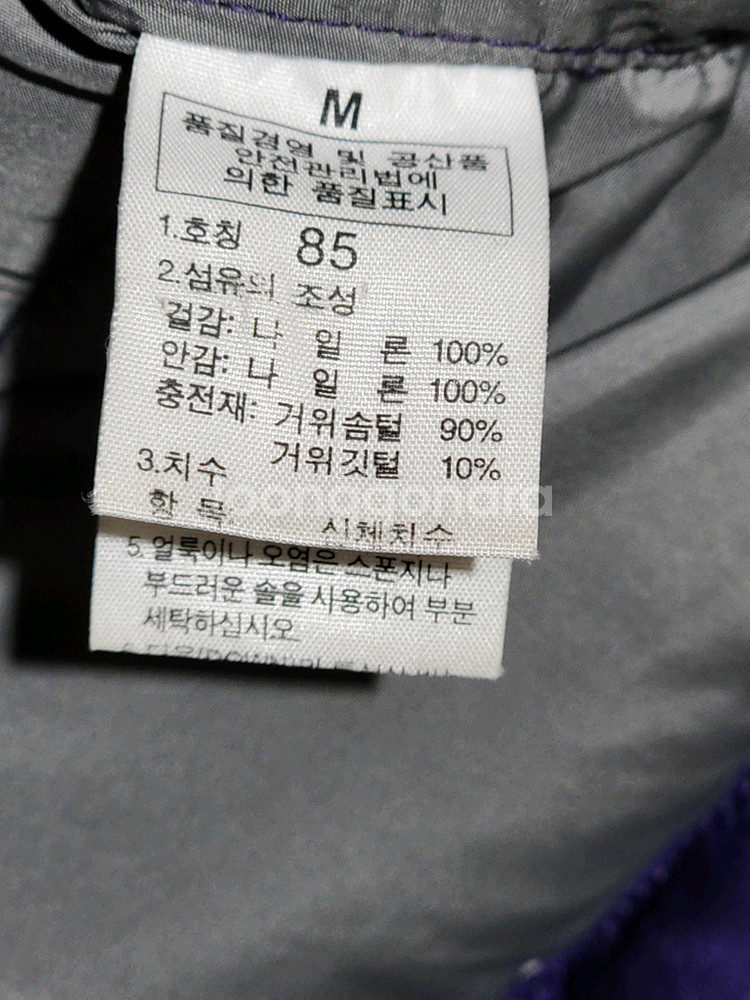 M
품질경영 및 공산품
안전관리법에
의한 품질표시
1.호칭 85
2.섬유의 조성
겉감: 나 일 론 100%
안감: 나 일 론 100%
충전재: 거위솜털 90%
거위깃털 10%
3.치수
항 목: 신체치수
5. 얼룩이나 오염은 스폰지나
부드러운 솔을 사용하여 부분
세탁하십시오